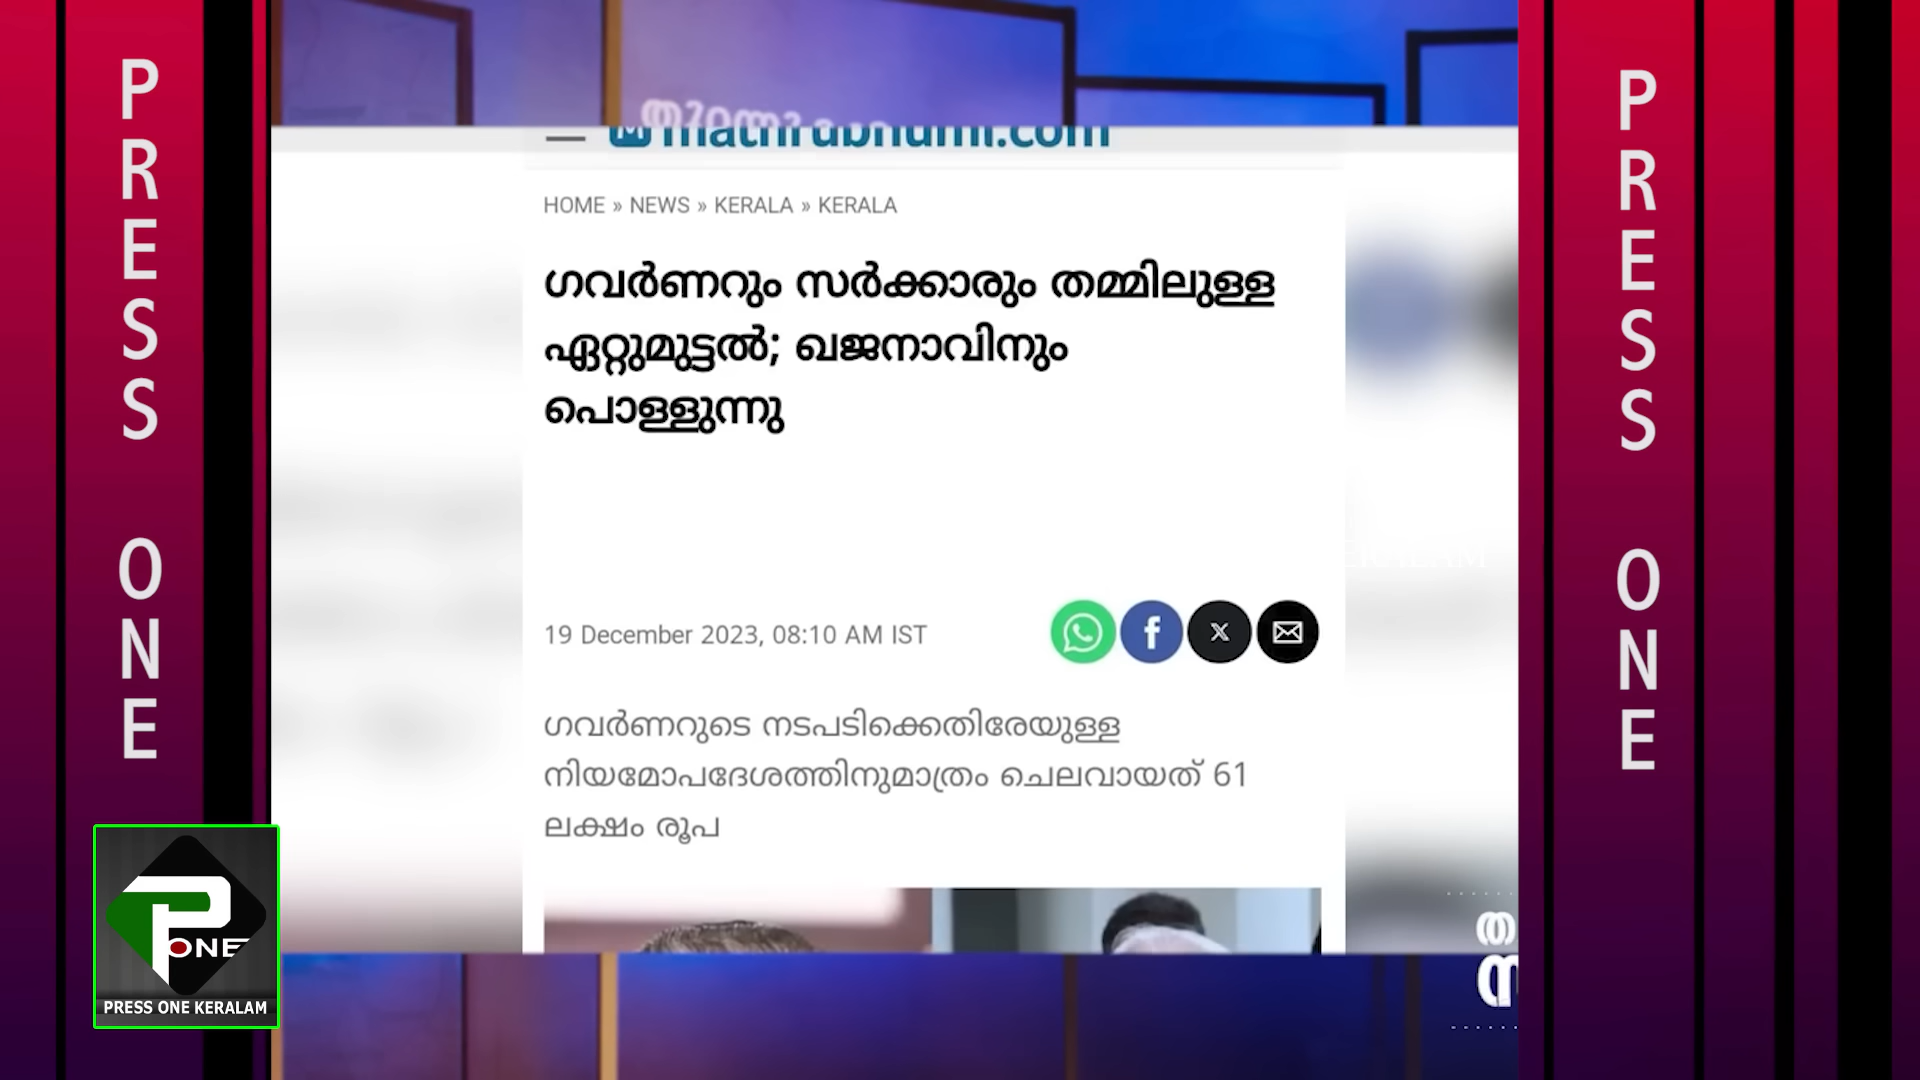 PRESS ONE
mathrubhumi.com
HOME » NEWS » KERALA » KERALA
ഗവർണറും സർക്കാരും തമ്മിലുള്ള
ഏറ്റുമുട്ടൽ; ഖജനാവിനും
പൊള്ളുന്നു
19 December 2023, 08:10 AM IST
ഗവർണറുടെ നടപടിക്കെതിരേയുള്ള
നിയമോപദേശത്തിനുമാത്രം ചെലവായത് 61
ലക്ഷം രൂപ
PRESS ONE
P ONE
PRESS ONE KERALAM